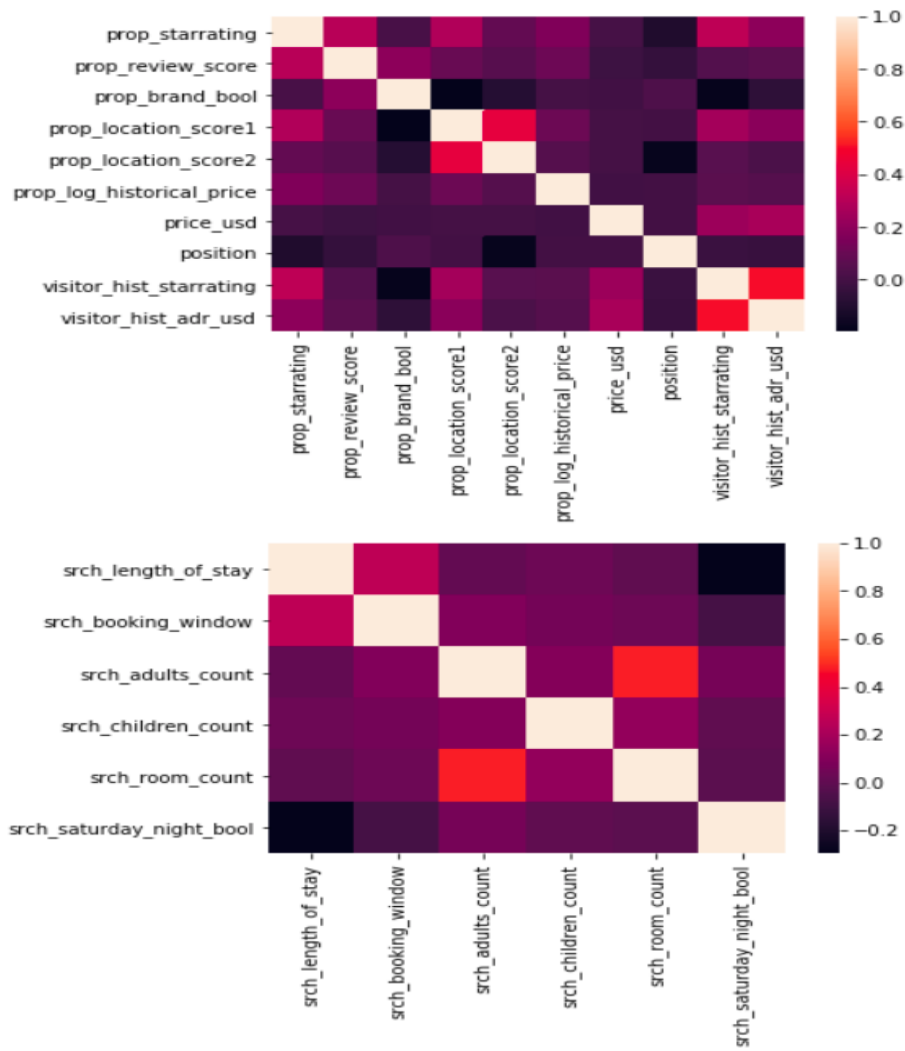 prop_starrating
prop_review_score
prop_brand_bool
prop_location_score1
prop_location_score2
prop_log_historical_price
price_usd
position
visitor_hist_starrating
visitor_hist_adr_usd
1.0
0.8
0.6
0.4
0.2
0.0
prop_starrating
prop_review_score
prop_brand_bool
prop_location_score1
prop_location_score2
prop_log_historical_price
price_usd
position
visitor_hist_starrating
visitor_hist_adr_usd
srch_length_of_stay
srch_booking_window
srch_adults_count
srch_children_count
srch_room_count
srch_saturday_night_bool
1.0
0.8
0.6
0.4
0.2
0.0
−0.2
srch_length_of_stay
srch_booking_window
srch_adults_count
srch_children_count
srch_room_count
srch_saturday_night_bool